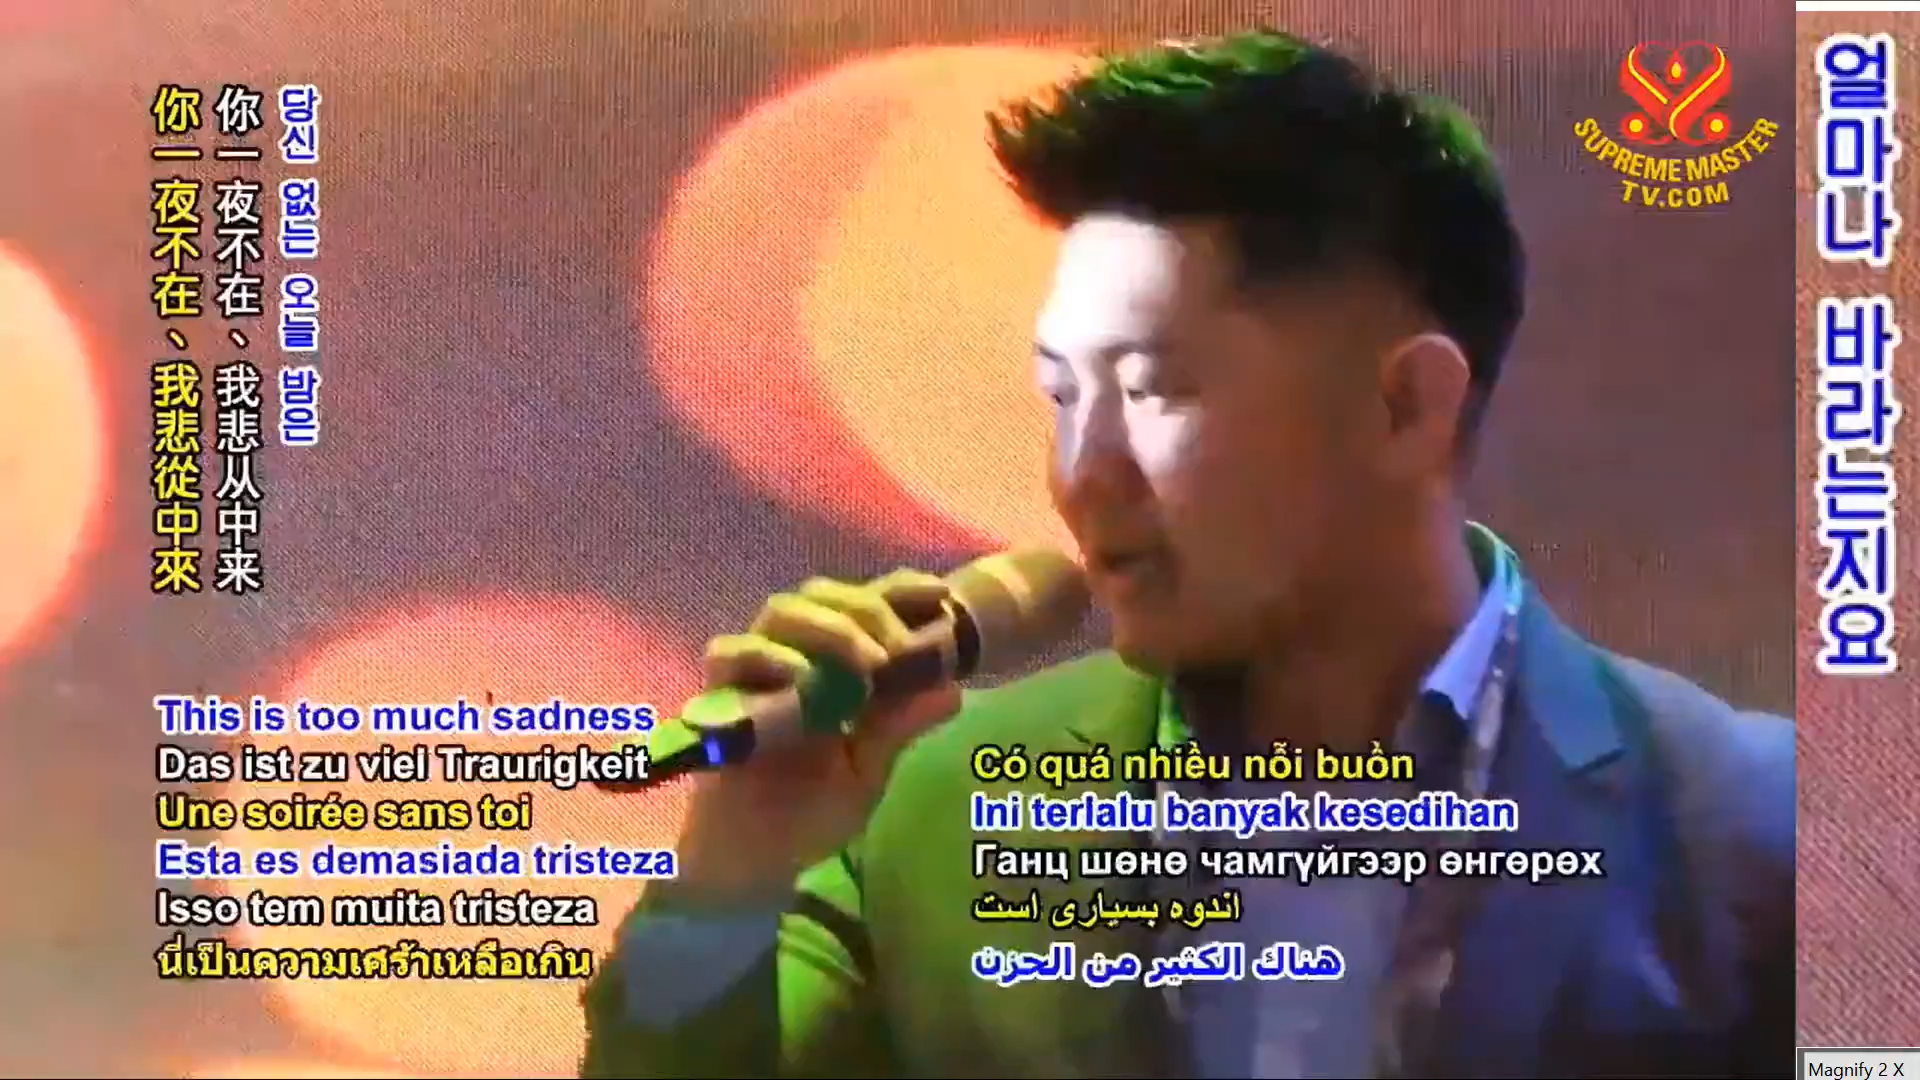 你一夜不在、我悲從中來
你一夜不在、我悲从中来
당신 없는 오늘 밤은
SUPREME MASTER
TV.COM
얼마나 바라는지요
This is too much sadness
Das ist zu viel Traurigkeit
Une soirée sans toi
Esta es demasiada tristeza
Isso tem muita tristeza
นี่เป็นความเศร้าเหลือเกิน
Có quá nhiều nỗi buồn
Ini terlalu banyak kesedihan
Ганц шөнө чамгүйгээр өнгөрөх
اندوه بسیاری است
هناك الكثير من الحزن
Magnify 2 X